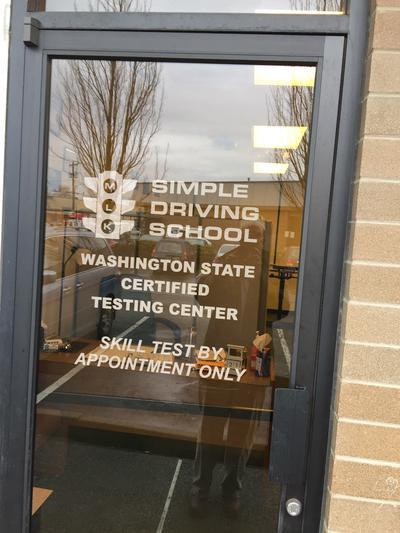 M
L
K
SIMPLE
DRIVING
SCHOOL
WASHINGTON STATE
CERTIFIED
TESTING CENTER
SKILL TEST BY
APPOINTMENT ONLY